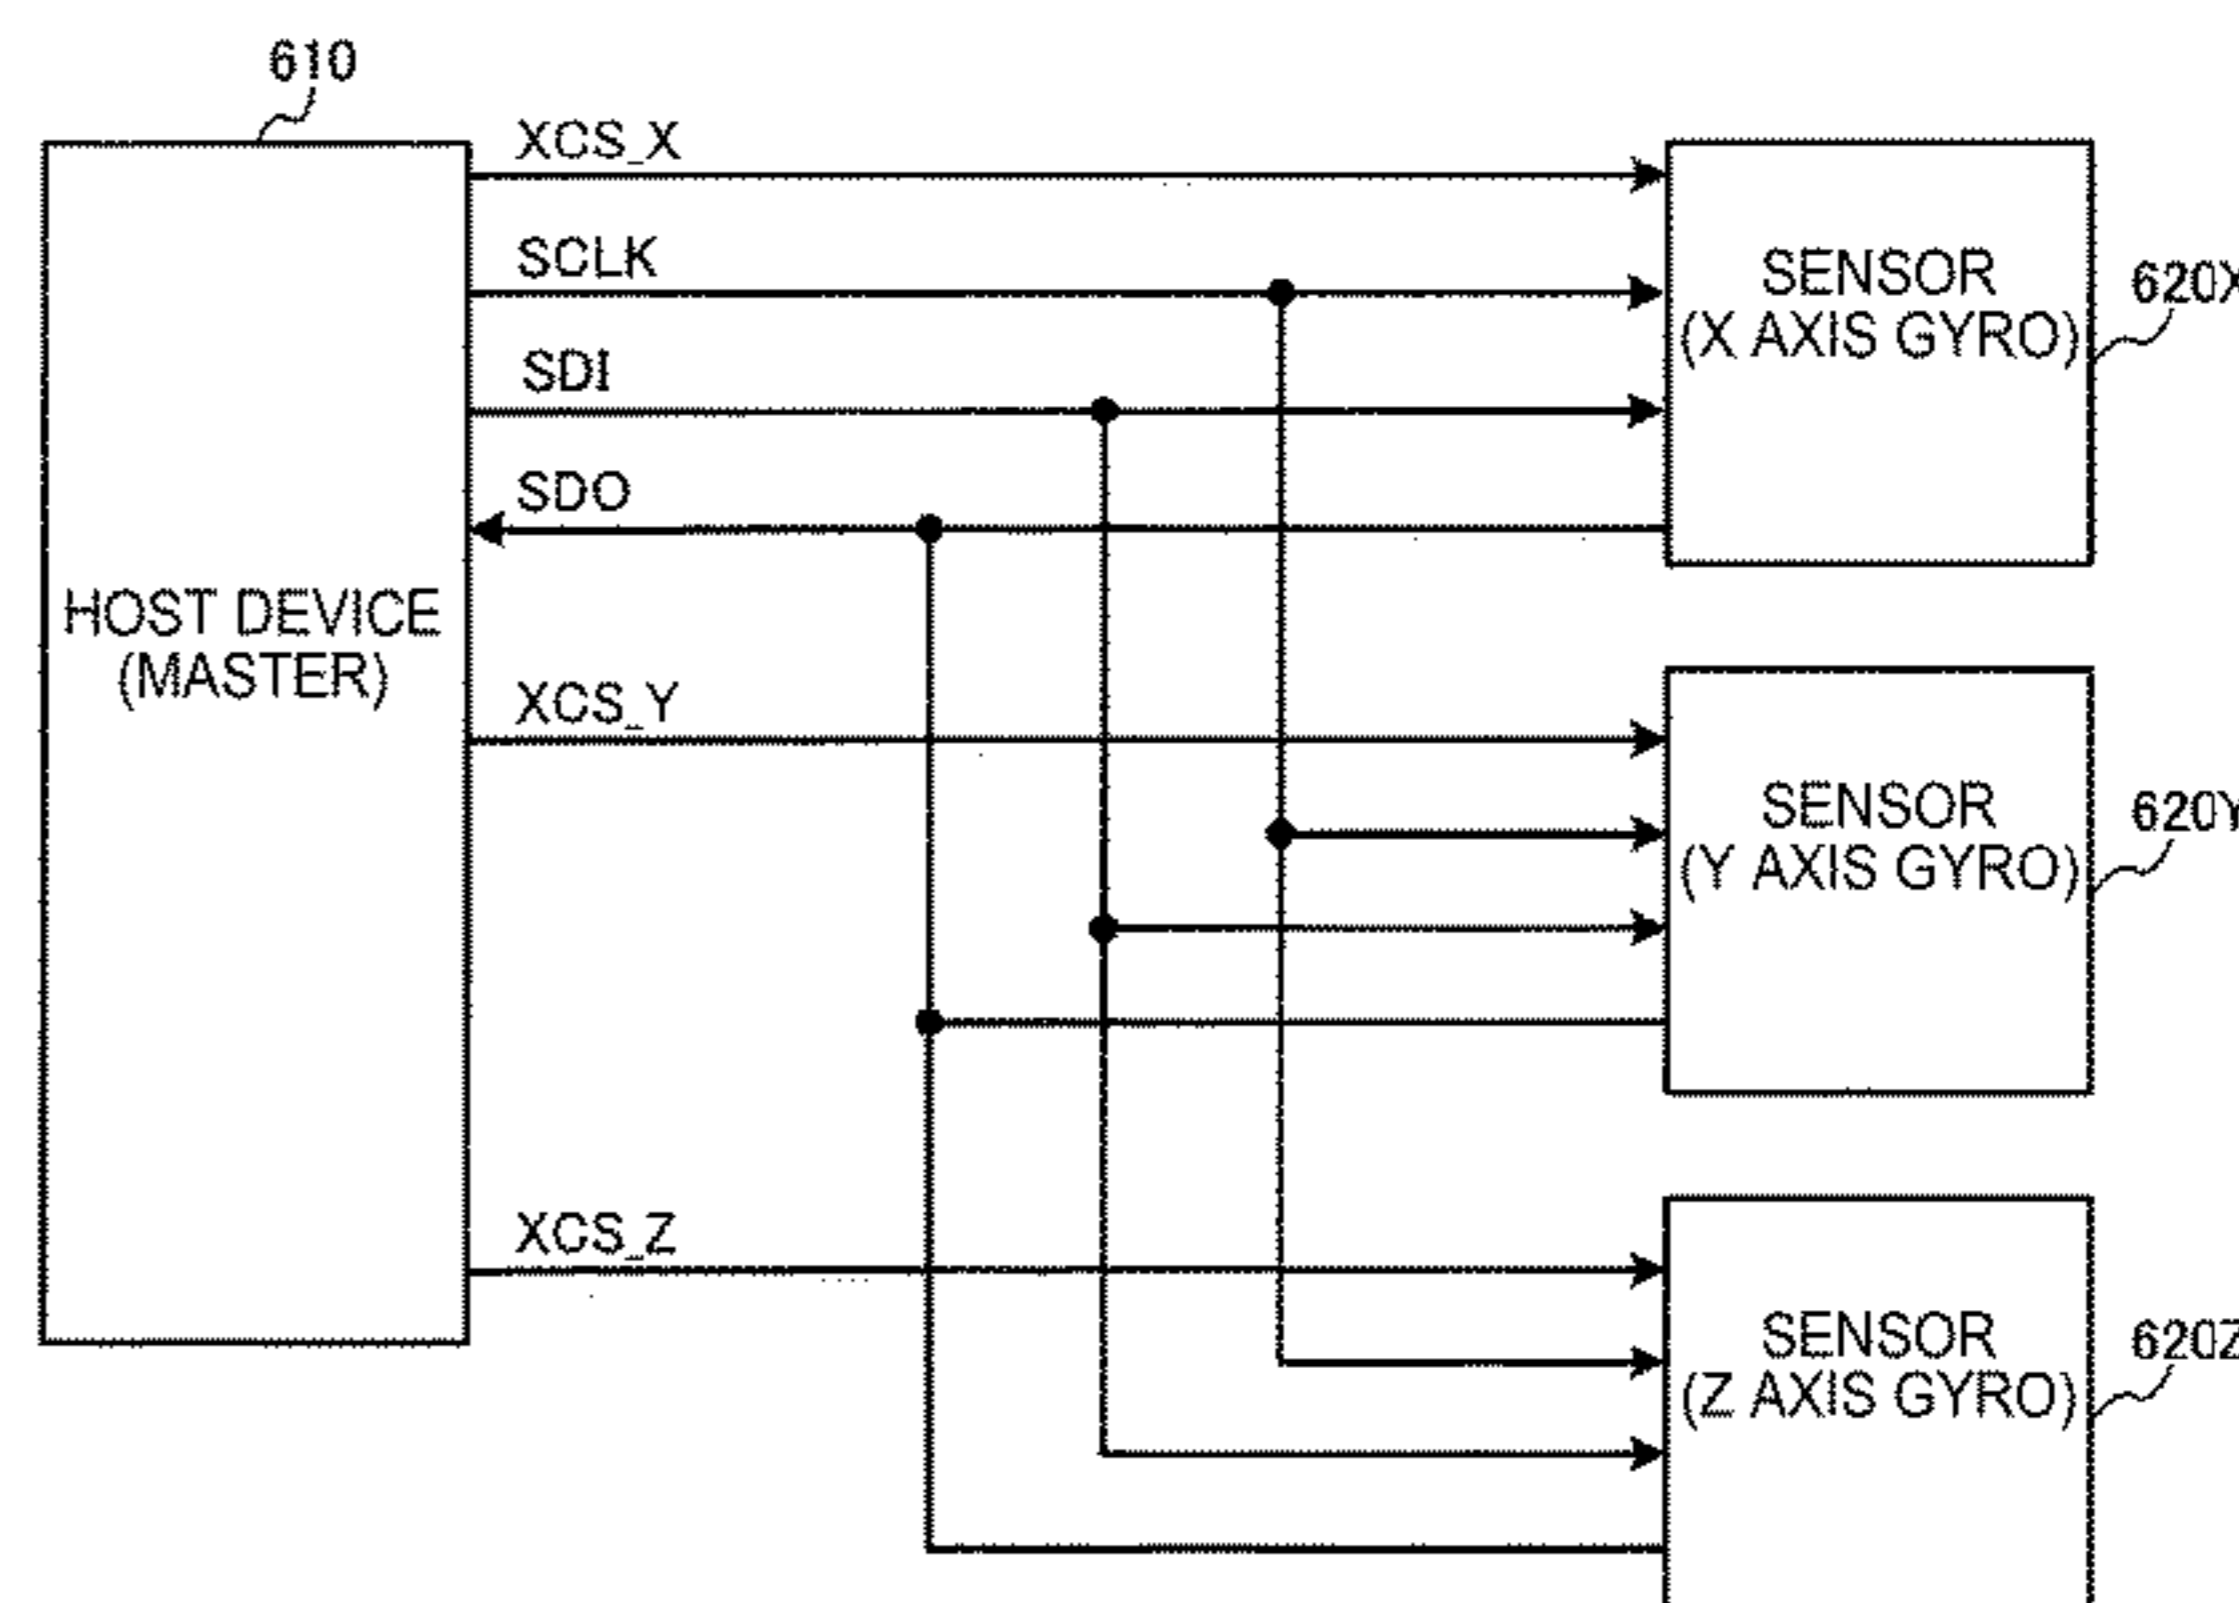 610
XCS_X
SCLK
SDI
SDO
HOST DEVICE
(MASTER)
XCS_Y
XCS_Z
SENSOR
(X AXIS GYRO)
620X
SENSOR
(Y AXIS GYRO)
620Y
SENSOR
(Z AXIS GYRO)
620Z